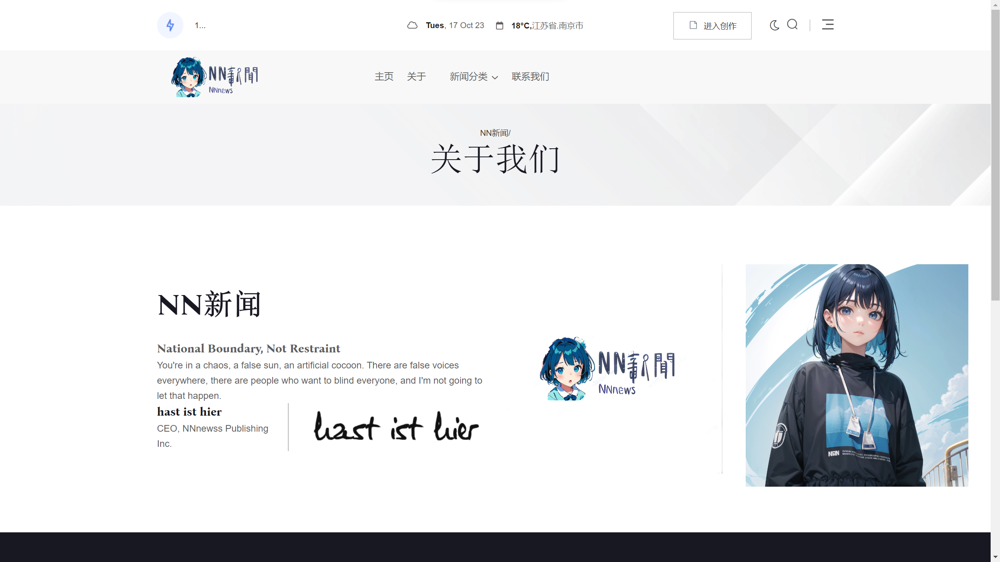 1...
Tues, 17 Oct 23
18°C,江苏省.南京市
进入创作
NN新聞
NNnews
主页
关于
新闻分类
联系我们
NN新闻/
关于我们
NN新闻
National Boundary, Not Restraint
You're in a chaos, a false sun, an artificial cocoon. There are false voices
everywhere, there are people who want to blind everyone, and I'm not going to
let that happen.
hast ist hier
CEO, NNnewss Publishing
Inc.
hast ist hier
NN新聞
NNnews